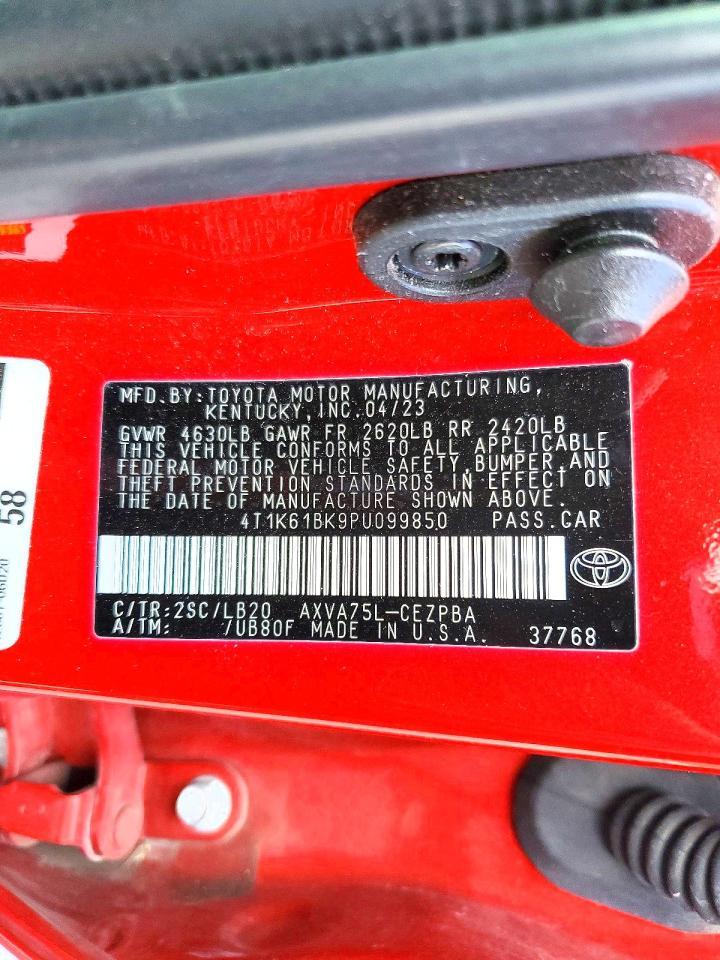 MFD. BY: TOYOTA MOTOR MANUFACTURING,
KENTUCKY, INC. 04/23
GVWR 4630LB GAWR FR 2620LB RR 2420LB
THIS VEHICLE CONFORMS TO ALL APPLICABLE
FEDERAL MOTOR VEHICLE SAFETY, BUMPER, AND
THEFT PREVENTION STANDARDS IN EFFECT ON
THE DATE OF MANUFACTURE SHOWN ABOVE.
4T1K61BK9PU099850 PASS.CAR
C/TR: 2SC/LB20 AXVA75L-CEZPBA
A/TM: 7UB80F MADE IN U.S.A. 37768
58